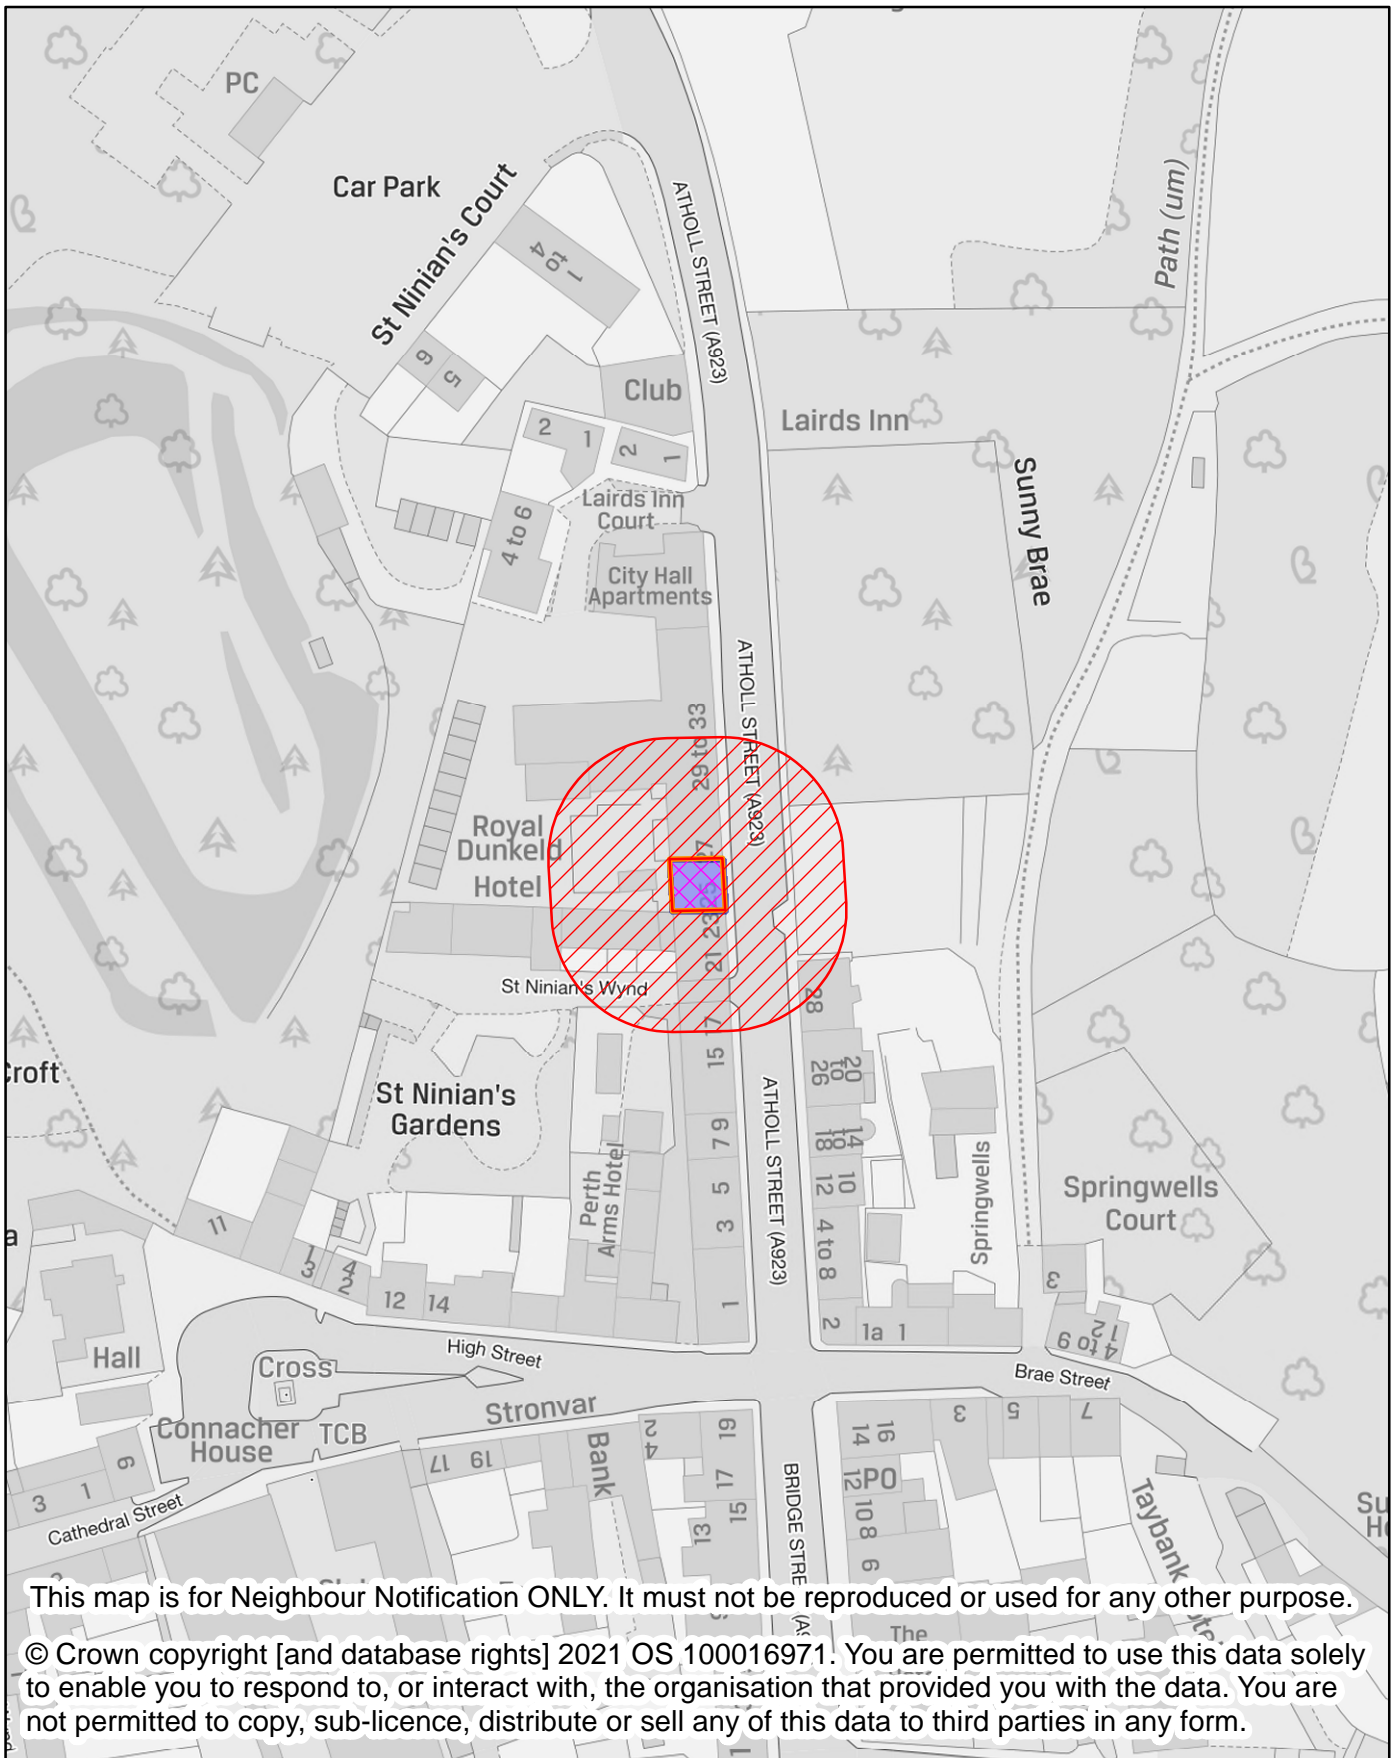 PC
Car Park
St Ninian's Court
1 to 4
6
5
ATHOLL STREET (A923)
Path (um)
Club
2
1
2
1
Lairds Inn
Lairds Inn
Court
Sunny Brae
4 to 6
City Hall
Apartments
29 to 33
ATHOLL STREET (A923)
Royal
Dunkeld
Hotel
27
25
23
21
St Ninian's Wynd
28
17
15
Croft
St Ninian's
Gardens
20
to
26
14
to
18
ATHOLL STREET (A923)
9
7
10
12
5
3
Perth
Arms Hotel
Springwells
Springwells
Court
4 to 8
11
1
3
4
2
12
14
1
2
1a
1
3
12
4 to 9
a
Hall
High Street
Cross
Brae Street
Stronvar
Connacher
House
TCB
17
19
Bank
2
4
19
17
15
13
BRIDGE STRE
(A9
14
16
12
PO
10
8
6
3
5
7
Taybank
6
3
1
Cathedral Street
Su
Ho
The
This map is for Neighbour Notification ONLY. It must not be reproduced or used for any other purpose.
© Crown copyright [and database rights] 2021 OS 100016971. You are permitted to use this data solely
to enable you to respond to, or interact with, the organisation that provided you with the data. You are
not permitted to copy, sub-licence, distribute or sell any of this data to third parties in any form.